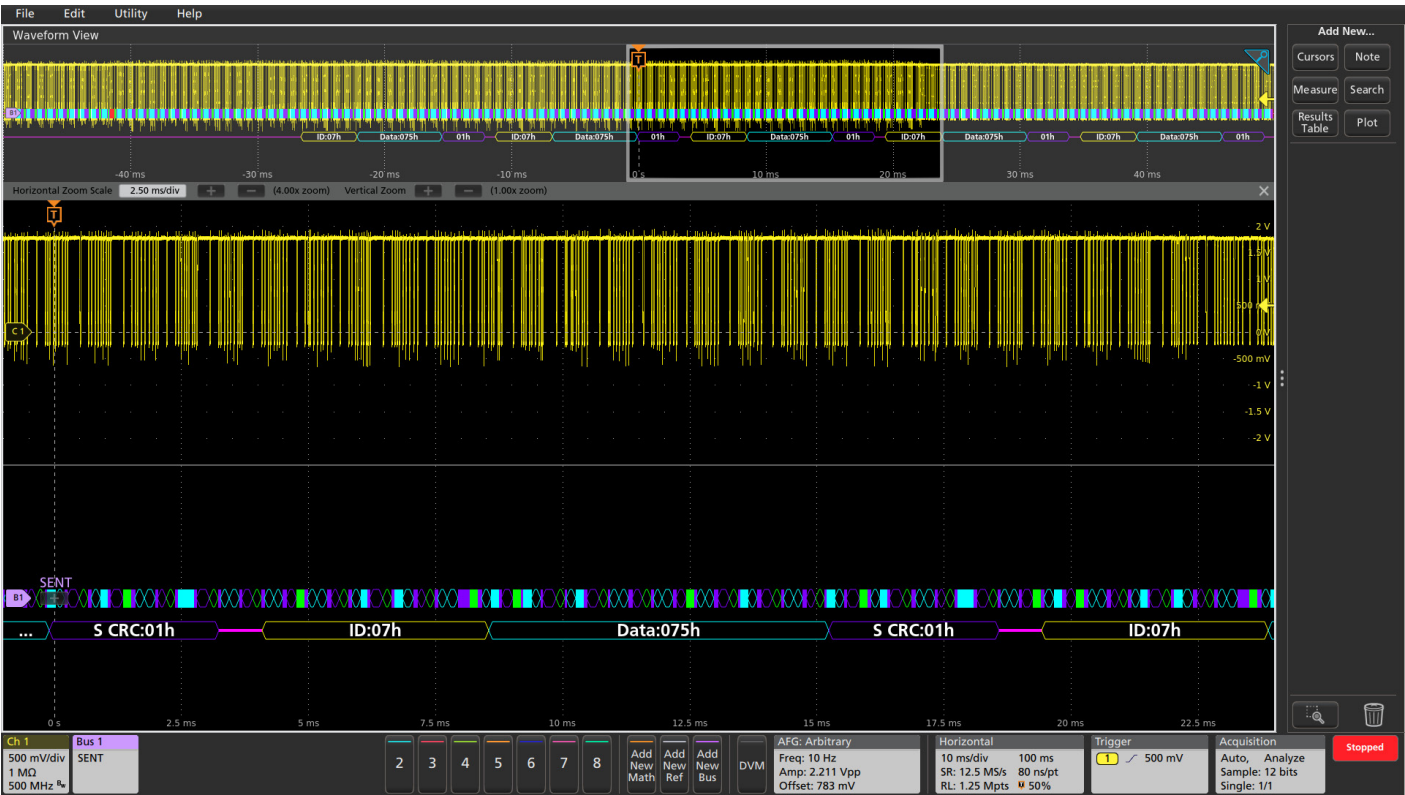 File Edit Utility Help
Waveform View
Add New...
Cursors Note
Measure Search
Results Table Plot
T
B1
ID:07h Data:075h 01h ID:07h Data:075h 01h ID:07h Data:075h 01h ID:07h Data:075h 01h ID:07h Data:075h 01h
-40 ms -30 ms -20 ms -10 ms 0 s 10 ms 20 ms 30 ms 40 ms
Horizontal Zoom Scale 2.50 ms/div + − (4.00x zoom) Vertical Zoom + − (1.00x zoom)
T
2 V
1.5 V
1 V
500 m
C1
0 V
-500 mV
-1 V
-1.5 V
-2 V
SENT
B1
... S CRC:01h ID:07h Data:075h S CRC:01h ID:07h
0 s 2.5 ms 5 ms 7.5 ms 10 ms 12.5 ms 15 ms 17.5 ms 20 ms 22.5 ms
Ch 1
500 mV/div
1 MΩ
500 MHz Bw
Bus 1
SENT
2 3 4 5 6 7 8
Add New Math
Add New Ref
Add New Bus
DVM
AFG: Arbitrary
Freq: 10 Hz
Amp: 2.211 Vpp
Offset: 783 mV
Horizontal
10 ms/div 100 ms
SR: 12.5 MS/s 80 ns/pt
RL: 1.25 Mpts 50%
Trigger
1 500 mV
Acquisition
Auto, Analyze
Sample: 12 bits
Single: 1/1
Stopped